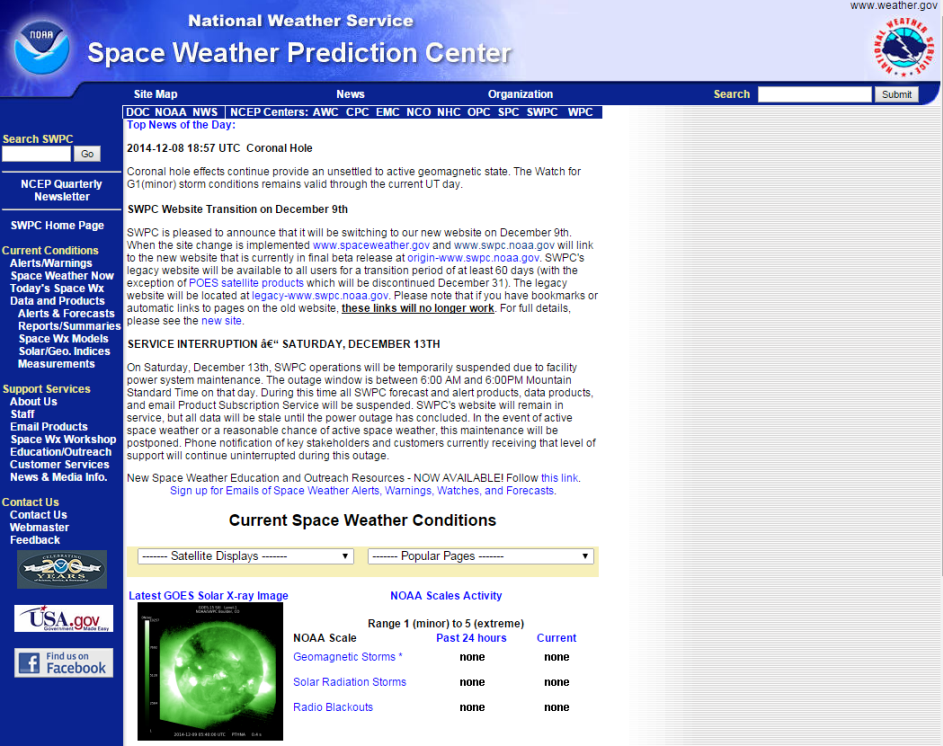 www.weather.gov
NOAA
National Weather Service
Space Weather Prediction Center
NATIONAL WEATHER SERVICE
Site Map News Organization Search Submit
DOC NOAA NWS | NCEP Centers: AWC CPC EMC NCO NHC OPC SPC SWPC WPC
Search SWPC
Go
NCEP Quarterly
Newsletter
SWPC Home Page
Current Conditions
Alerts/Warnings
Space Weather Now
Today's Space Wx
Data and Products
Alerts & Forecasts
Reports/Summaries
Space Wx Models
Solar/Geo. Indices
Measurements
Support Services
About Us
Staff
Email Products
Space Wx Workshop
Education/Outreach
Customer Services
News & Media Info.
Contact Us
Contact Us
Webmaster
Feedback
CELEBRATING
200
YEARS
USA.gov
Government Made Easy
Find us on
Facebook
Top News of the Day:
2014-12-08 18:57 UTC Coronal Hole
Coronal hole effects continue provide an unsettled to active geomagnetic state. The Watch for
G1(minor) storm conditions remains valid through the current UT day.
SWPC Website Transition on December 9th
SWPC is pleased to announce that it will be switching to our new website on December 9th.
When the site change is implemented www.spaceweather.gov and www.swpc.noaa.gov will link
to the new website that is currently in final beta release at origin-www.swpc.noaa.gov. SWPC's
legacy website will be available to all users for a transition period of at least 60 days (with the
exception of POES satellite products which will be discontinued December 31). The legacy
website will be located at legacy-www.swpc.noaa.gov. Please note that if you have bookmarks or
automatic links to pages on the old website, these links will no longer work. For full details,
please see the new site.
SERVICE INTERRUPTION â€“ SATURDAY, DECEMBER 13TH
On Saturday, December 13th, SWPC operations will be temporarily suspended due to facility
power system maintenance. The outage window is between 6:00 AM and 6:00PM Mountain
Standard Time on that day. During this time all SWPC forecast and alert products, data products,
and email Product Subscription Service will be suspended. SWPC's website will remain in
service, but all data will be stale until the power outage has concluded. In the event of active
space weather or a reasonable chance of active space weather, this maintenance will be
postponed. Phone notification of key stakeholders and customers currently receiving that level of
support will continue uninterrupted during this outage.
New Space Weather Education and Outreach Resources - NOW AVAILABLE! Follow this link.
Sign up for Emails of Space Weather Alerts, Warnings, Watches, and Forecasts.
Current Space Weather Conditions
------- Satellite Displays ------- ------- Popular Pages -------
Latest GOES Solar X-ray Image NOAA Scales Activity
Range 1 (minor) to 5 (extreme)
NOAA Scale Past 24 hours Current
Geomagnetic Storms * none none
Solar Radiation Storms none none
Radio Blackouts none none